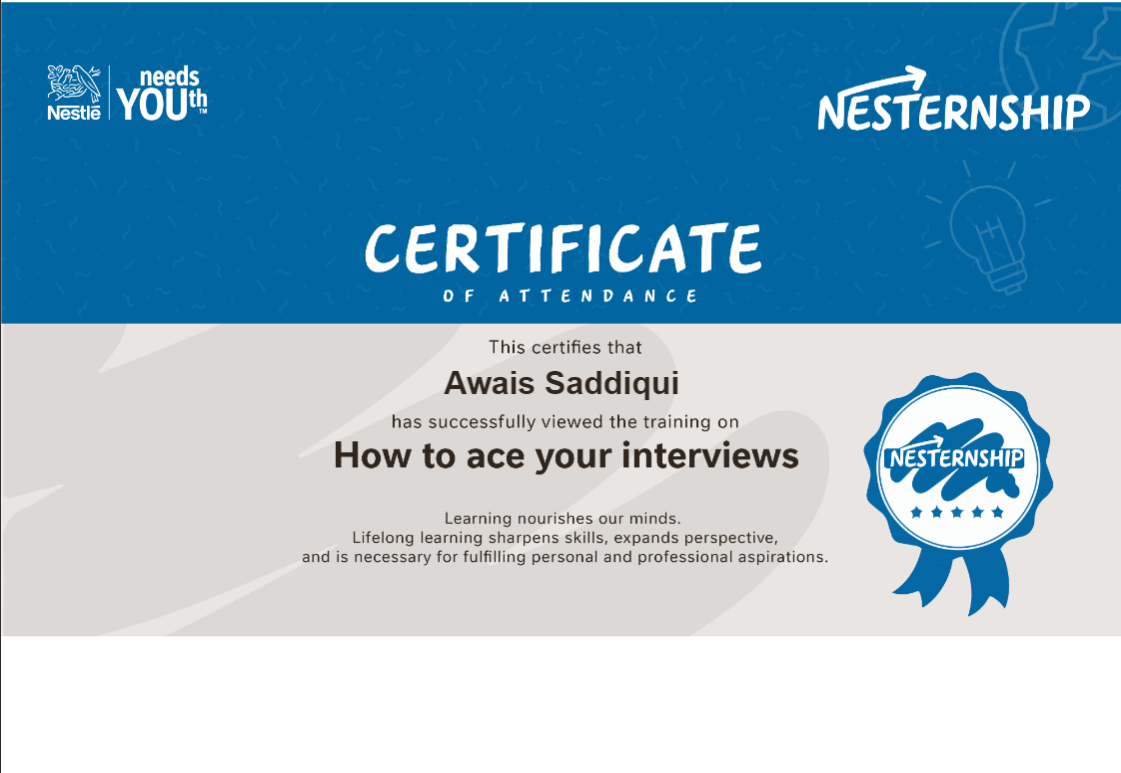 Nestlé
needs
YOUth™
NESTERNSHIP
CERTIFICATE
OF ATTENDANCE
This certifies that
Awais Saddiqui
has successfully viewed the training on
How to ace your interviews
Learning nourishes our minds.
Lifelong learning sharpens skills, expands perspective,
and is necessary for fulfilling personal and professional aspirations.
NESTERNSHIP